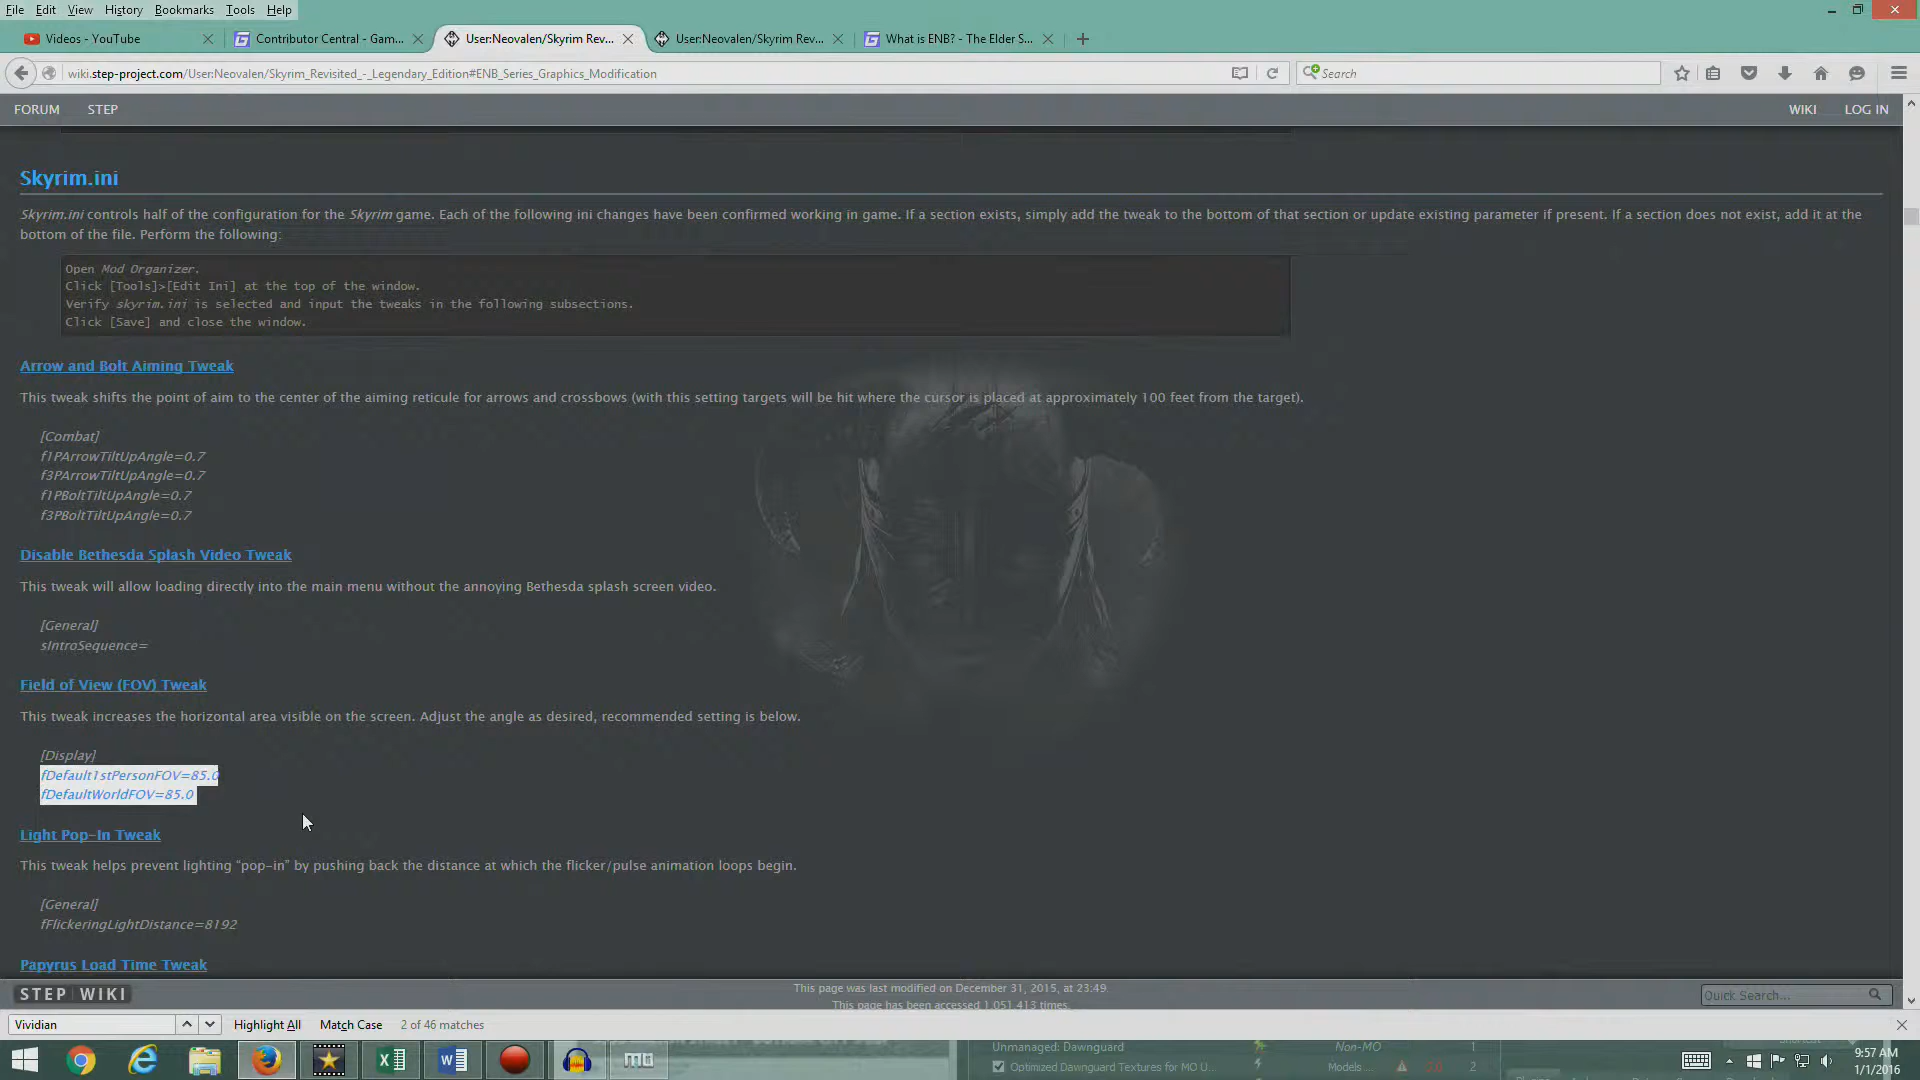 File Edit View History Bookmarks Tools Help
Videos - YouTube
Contributor Central - Gam...
User:Neovalen/Skyrim Rev...
User:Neovalen/Skyrim Rev...
What is ENB? - The Elder S...
wiki.step-project.com/User:Neovalen/Skyrim_Revisited_-_Legendary_Edition#ENB_Series_Graphics_Modification
Search
FORUM STEP WIKI LOG IN
Skyrim.ini
Skyrim.ini controls half of the configuration for the Skyrim game. Each of the following ini changes have been confirmed working in game. If a section exists, simply add the tweak to the bottom of that section or update existing parameter if present. If a section does not exist, add it at the
bottom of the file. Perform the following:
Open Mod Organizer.
Click [Tools]>[Edit Ini] at the top of the window.
Verify skyrim.ini is selected and input the tweaks in the following subsections.
Click [Save] and close the window.
Arrow and Bolt Aiming Tweak
This tweak shifts the point of aim to the center of the aiming reticule for arrows and crossbows (with this setting targets will be hit where the cursor is placed at approximately 100 feet from the target).
[Combat]
f1PArrowTiltUpAngle=0.7
f3PArrowTiltUpAngle=0.7
f1PBoltTiltUpAngle=0.7
f3PBoltTiltUpAngle=0.7
Disable Bethesda Splash Video Tweak
This tweak will allow loading directly into the main menu without the annoying Bethesda splash screen video.
[General]
sIntroSequence=
Field of View (FOV) Tweak
This tweak increases the horizontal area visible on the screen. Adjust the angle as desired, recommended setting is below.
[Display]
fDefault1stPersonFOV=85.0
fDefaultWorldFOV=85.0
Light Pop-In Tweak
This tweak helps prevent lighting "pop-in" by pushing back the distance at which the flicker/pulse animation loops begin.
[General]
fFlickeringLightDistance=8192
Papyrus Load Time Tweak
STEP WIKI
This page was last modified on December 31, 2015, at 23:49.
This page has been accessed 1,051,413 times.
Quick Search...
Vividian
Highlight All Match Case 2 of 46 matches
Unmanaged: Dawnguard Non-MO 1
Optimized Dawnguard Textures for MO U... Models... 5.0 2
9:57 AM
1/1/2016